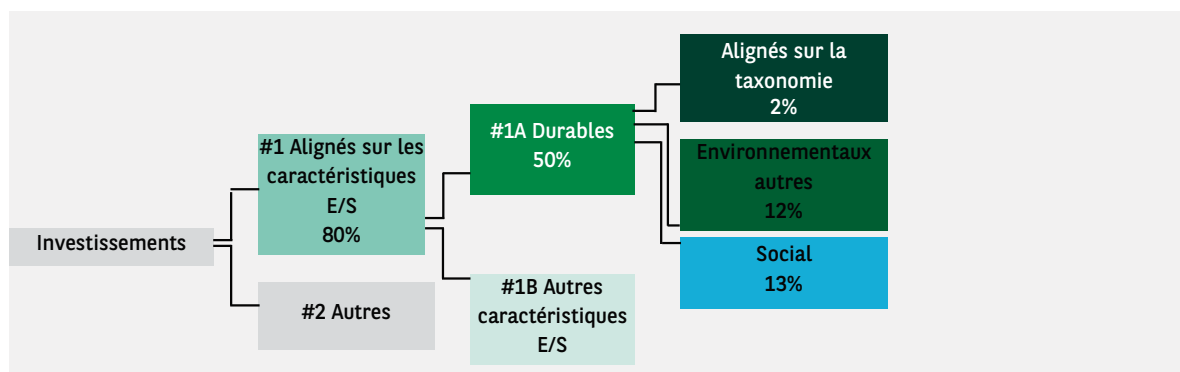 Investissements
#1 Alignés sur les
caractéristiques
E/S
80%
#2 Autres
#1A Durables
50%
#1B Autres
caractéristiques
E/S
Alignés sur la
taxonomie
2%
Environnementaux
autres
12%
Social
13%